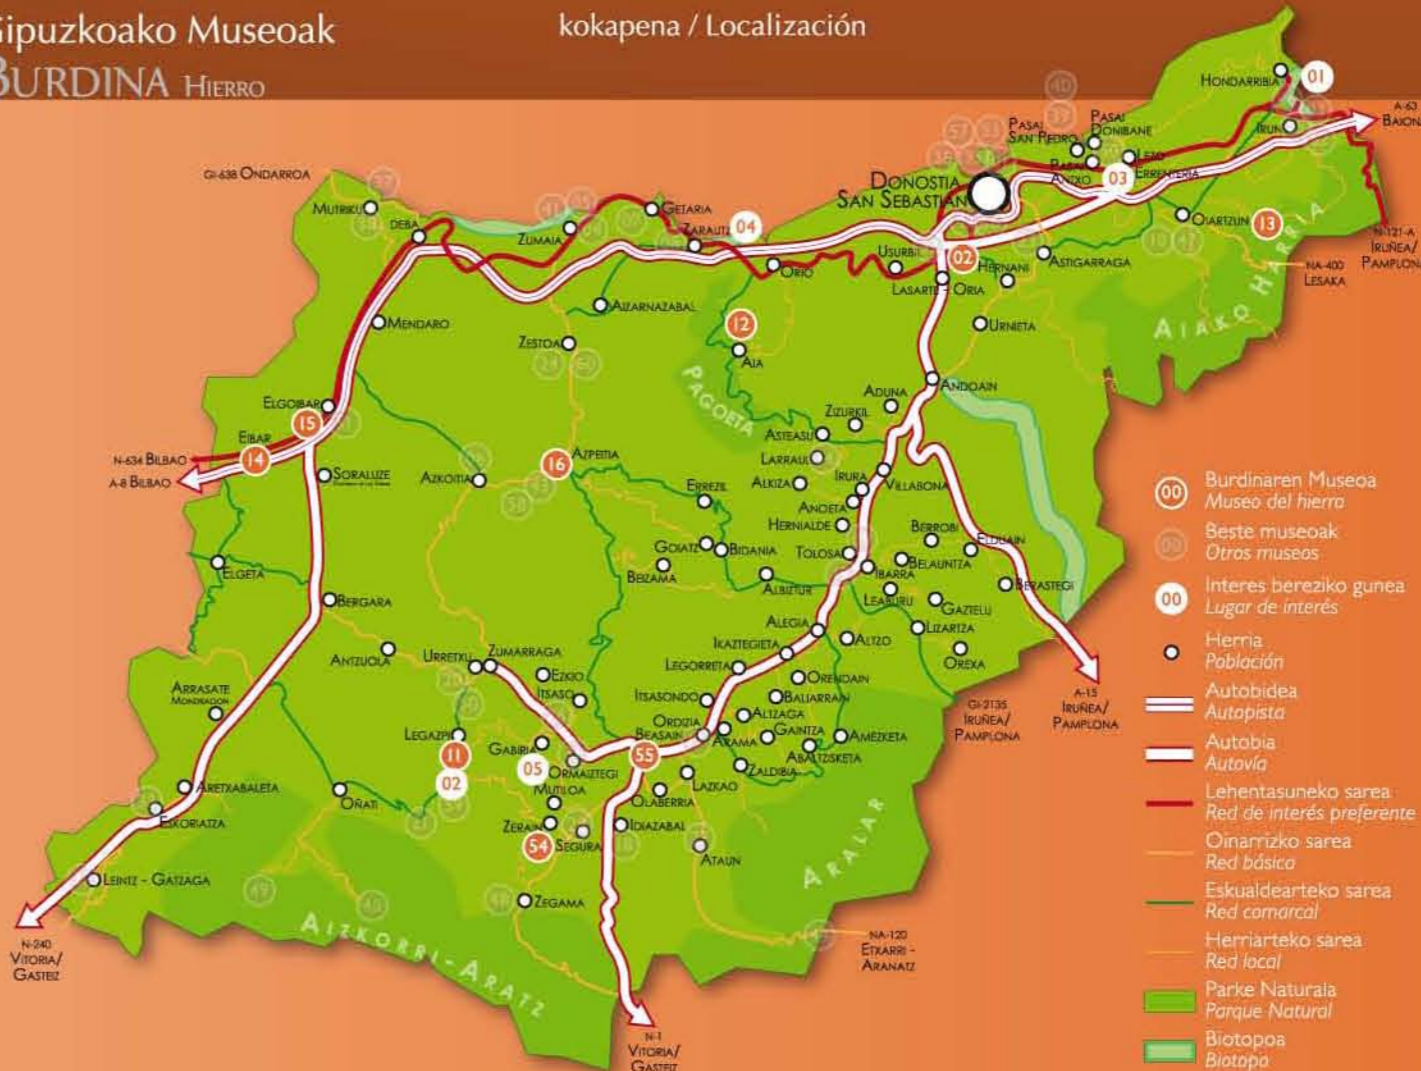 Gipuzkoako Museoak
kokapena / Localización
BURDINA HIERRO
HONDARRIBIA
01
A-63
BAIONA
IRUN
PASAI
SAN PEDRO
PASAI
DONIBANE
LEZO
PASAI
ANTXO
ERRENTERIA
03
DONOSTIA
SAN SEBASTIAN
GI-638 ONDARROA
MUTRIKU
DEBA
ZUMAIA
GETARIA
ZARAUTZ
04
ORIO
USURBIL
02
HERNANI
LASARTE - ORIA
ASTIGARRAGA
OIARTZUN
13
N-121-A
IRUÑEA/
PAMPLONA
NA-400
LESAKA
AIAKO HARRIA
MENDARO
AIZARNAZABAL
ZESTOA
12
AIA
PAGOETA
URNIETA
ANDOAIN
ADUNA
ZIZURKIL
ASTEASU
LARRAUL
ELGOIBAR
15
EIBAR
14
N-634 BILBAO
A-8 BILBAO
SORALUZE
AZKOITIA
16
AZPEITIA
ERREZIL
ALKIZA
IRURA
VILLABONA
ANOETA
HERNIALDE
TOLOSA
BERROBI
ELDUAIN
IBARRA
BELAUNTZA
BERASTEGI
LEABURU
GAZTELU
LIZARTZA
OREXA
GOIATZ
BIDANIA
BEIZAMA
ALBIZTUR
ELGETA
BERGARA
ANTZUOLA
URRETXU
ZUMARRAGA
EZKIO
ITSASO
ALEGIA
ALTZO
IKAZTEGIETA
LEGORRETA
ORENDAIN
ITSASONDO
BALIARRAIN
ORDIZIA
ALTZAGA
BEASAIN
ARAMA
GAINTZA
AMEZKETA
ABALTZISKETA
ZALDIBIA
GI-2135
IRUÑEA/
PAMPLONA
A-15
IRUÑEA/
PAMPLONA
ARRASATE
MONDRAGON
LEGAZPI
11
02
GABIRIA
05
ORMAIZTEGI
55
MUTILOA
OLABERRIA
LAZKAO
ARETXABALETA
ESKORIATZA
OÑATI
ZERAIN
54
SEGURA
IDIAZABAL
ATAUN
LEINTZ - GATZAGA
ZEGAMA
ARALAR
AIZKORRI-ARATZ
N-240
VITORIA/
GASTEIZ
NA-120
ETXARRI -
ARANATZ
N-1
VITORIA/
GASTEIZ
00
Burdinaren Museoa
Museo del hierro
00
Beste museoak
Otros museos
00
Interes bereziko gunea
Lugar de interés
Herria
Población
Autobidea
Autopista
Autobia
Autovía
Lehentasuneko sarea
Red de interés preferente
Oinarrizko sarea
Red básica
Eskualdearteko sarea
Red comarcal
Herriarteko sarea
Red local
Parke Naturala
Parque Natural
Biotopoa
Biotopo